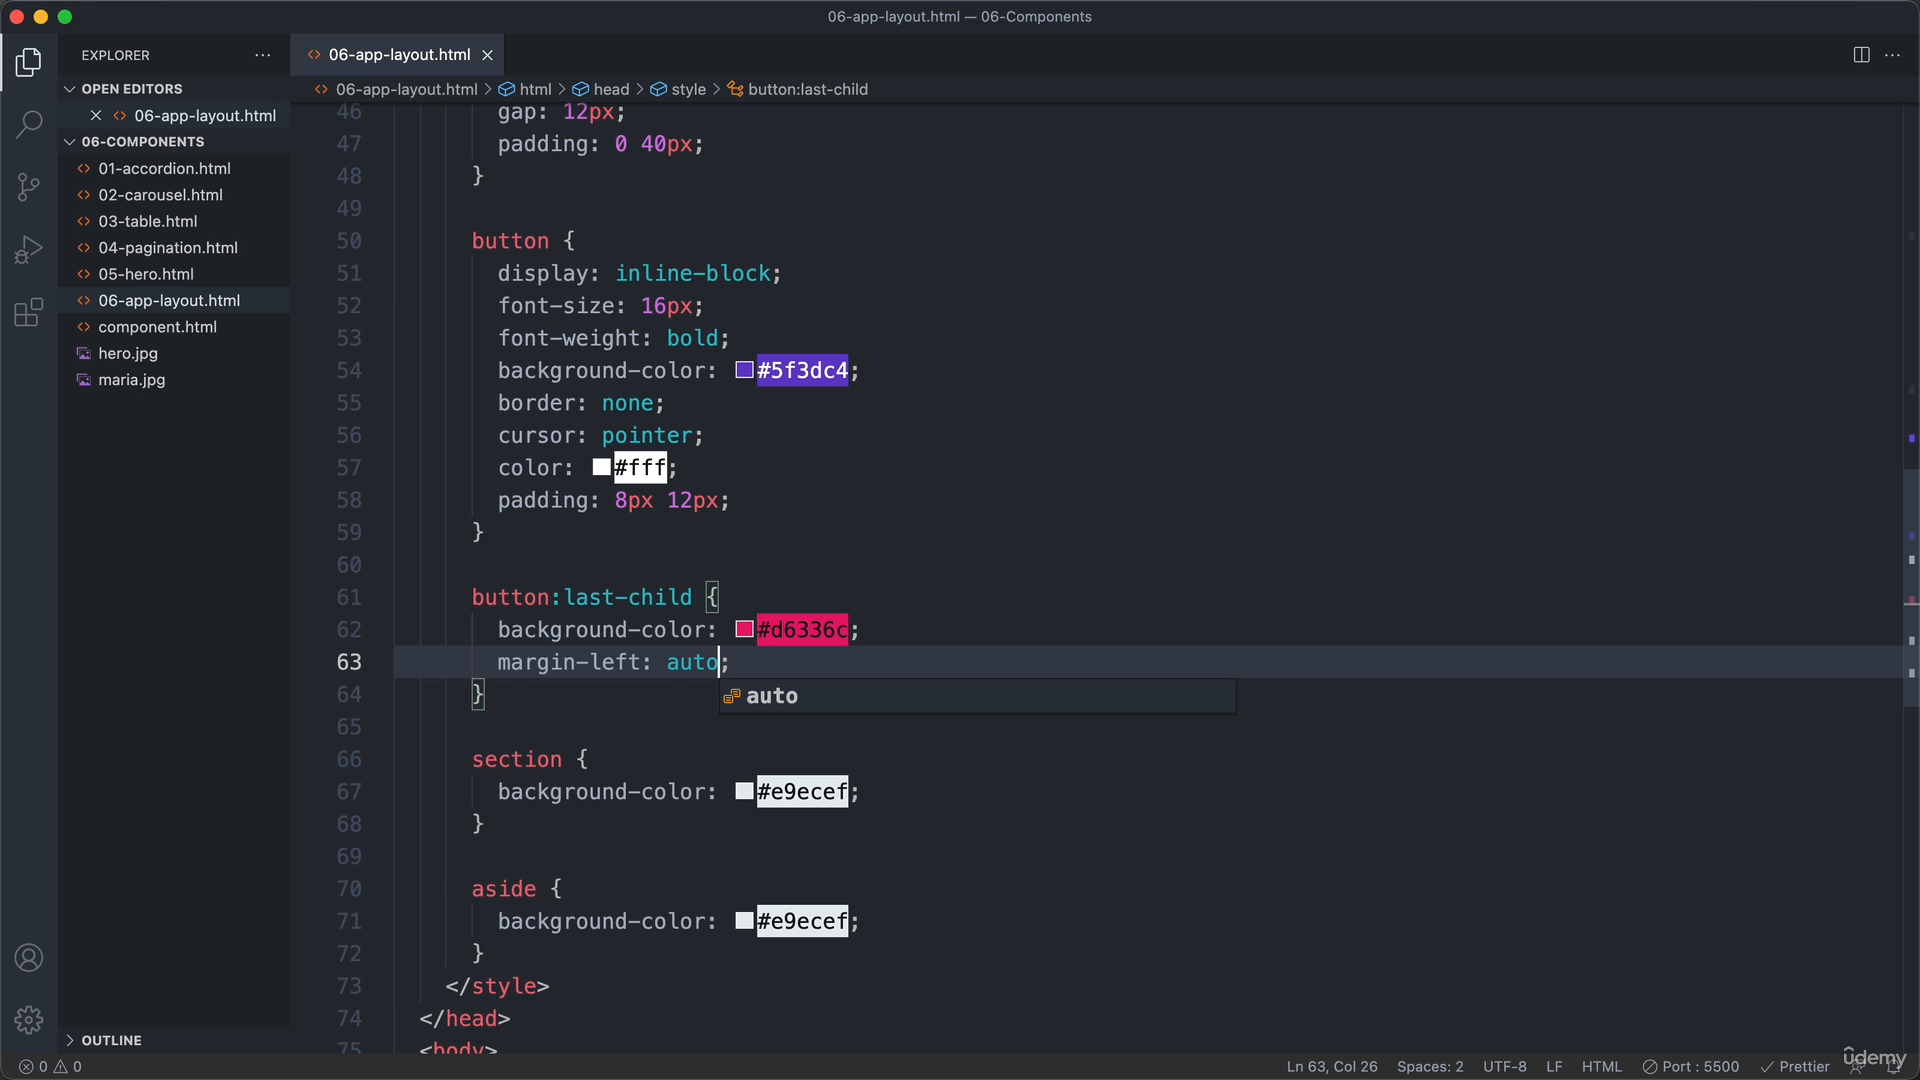 06-app-layout.html — 06-Components
EXPLORER
OPEN EDITORS
06-app-layout.html
06-COMPONENTS
01-accordion.html
02-carousel.html
03-table.html
04-pagination.html
05-hero.html
06-app-layout.html
component.html
hero.jpg
maria.jpg
OUTLINE
06-app-layout.html
06-app-layout.html > html > head > style > button:last-child
46 gap: 12px;
47 padding: 0 40px;
48 }
49
50 button {
51 display: inline-block;
52 font-size: 16px;
53 font-weight: bold;
54 background-color: #5f3dc4;
55 border: none;
56 cursor: pointer;
57 color: #fff;
58 padding: 8px 12px;
59 }
60
61 button:last-child {
62 background-color: #d6336c;
63 margin-left: auto;
64 }
auto
65
66 section {
67 background-color: #e9ecef;
68 }
69
70 aside {
71 background-color: #e9ecef;
72 }
73 </style>
74 </head>
75 <body>
0 0
Ln 63, Col 26 Spaces: 2 UTF-8 LF HTML Port : 5500 Prettier
udemy